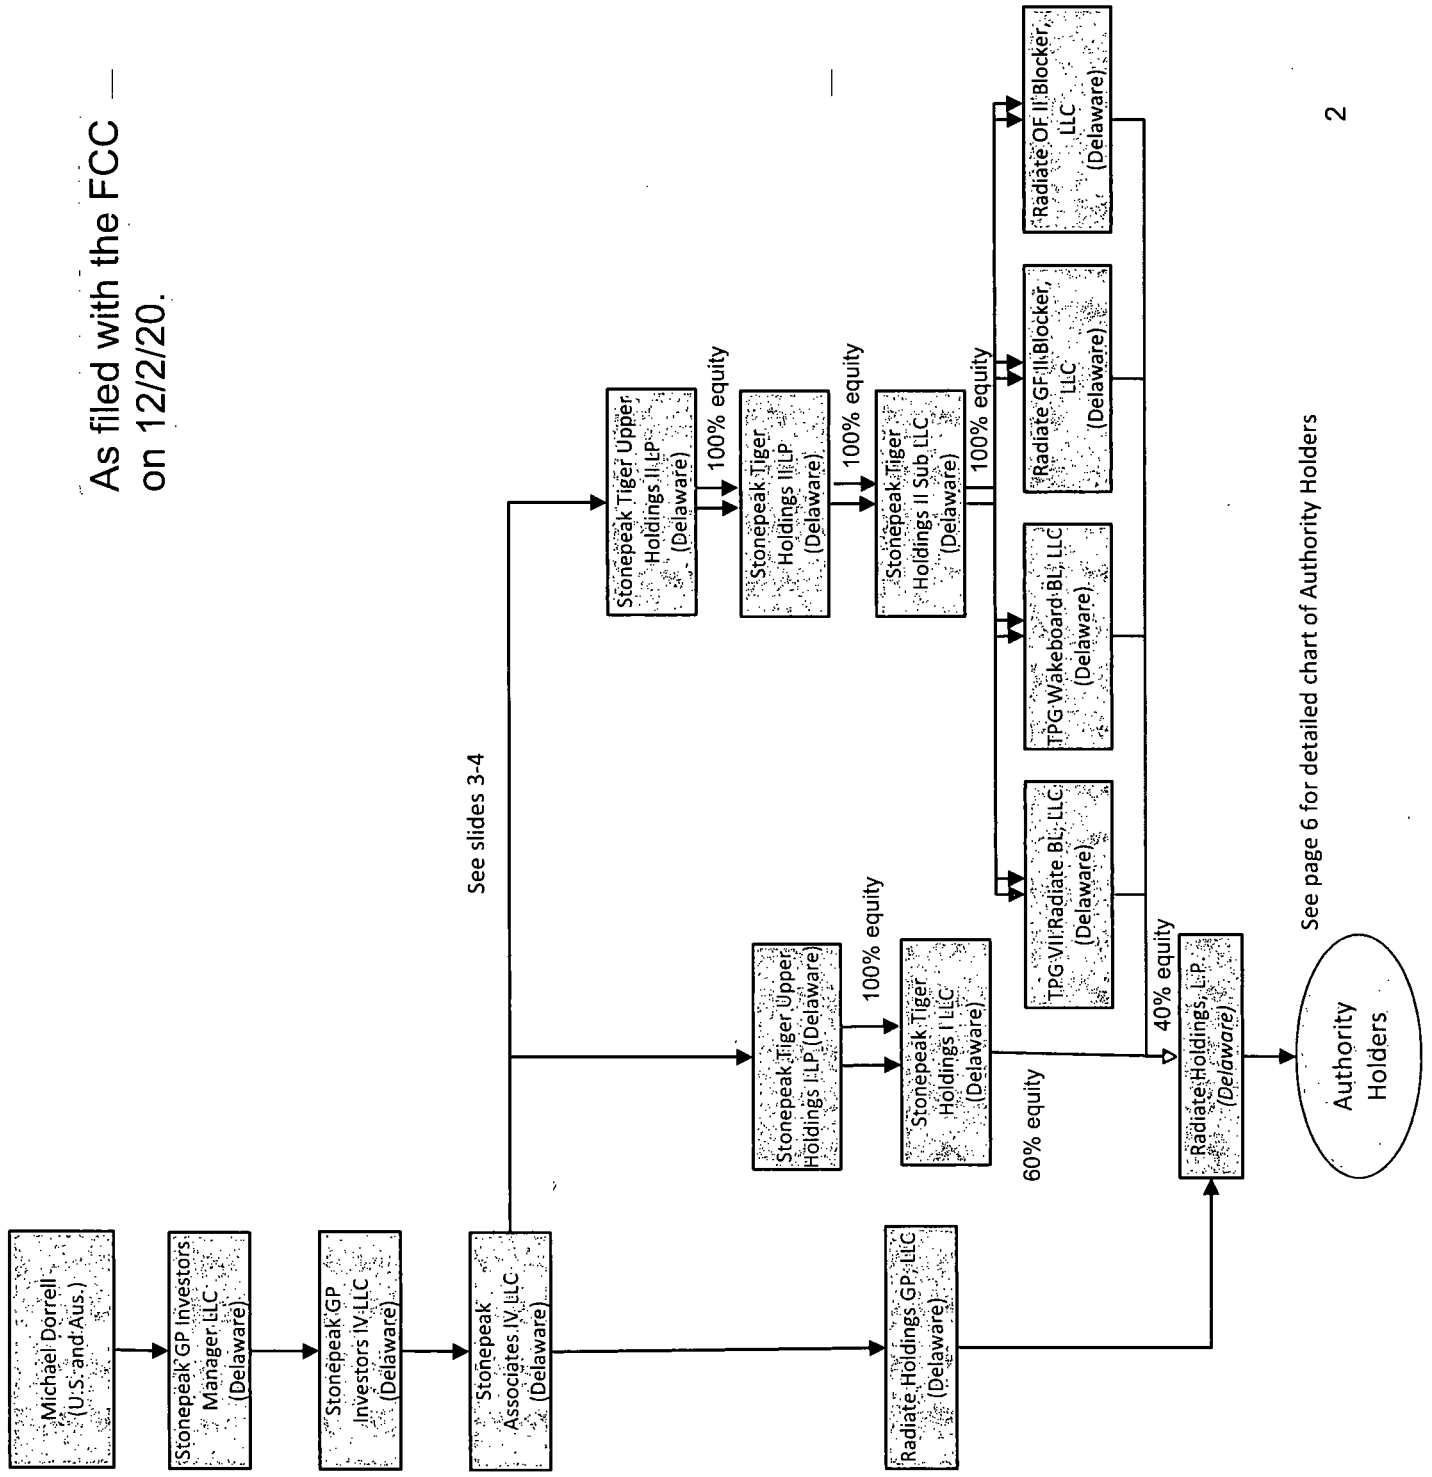 As filed with the FCC
on 12/2/20.
Michael Dorrell
(U.S. and Aus.)
Stonepeak GP Investors
Manager LLC
(Delaware)
Stonepeak GP
Investors IV LLC
(Delaware)
Stonepeak
Associates IV LLC
(Delaware)
See slides 3-4
Stonepeak Tiger Upper
Holdings II LP
(Delaware)
100% equity
Stonepeak Tiger
Holdings II LP
(Delaware)
100% equity
Stonepeak Tiger
Holdings II Sub LLC
(Delaware)
100% equity
Stonepeak Tiger Upper
Holdings I LP (Delaware)
100% equity
Stonepeak Tiger
Holdings I LLC
(Delaware)
60% equity
Radiate Holdings GP, LLC
(Delaware)
TPG VII Radiate BL, LLC
(Delaware)
TPG Wakeboard BL, LLC
(Delaware)
Radiate GF II Blocker,
LLC
(Delaware)
Radiate OF II Blocker,
LLC
(Delaware)
40% equity
Radiate Holdings, L.P.
(Delaware)
See page 6 for detailed chart of Authority Holders
Authority
Holders
2